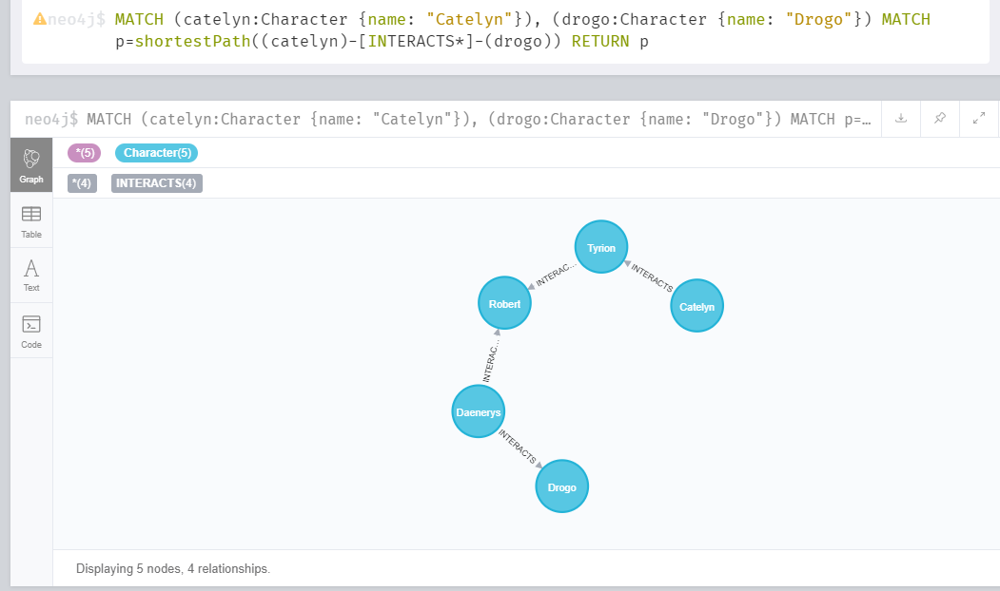 neo4j$ MATCH (catelyn:Character {name: "Catelyn"}), (drogo:Character {name: "Drogo"}) MATCH
p=shortestPath((catelyn)-[INTERACTS*]-(drogo)) RETURN p
neo4j$ MATCH (catelyn:Character {name: "Catelyn"}), (drogo:Character {name: "Drogo"}) MATCH p=…
*(5) Character(5)
*(4) INTERACTS(4)
Graph
Table
Text
Code
Tyrion
INTERAC…
INTERACTS
Robert
Catelyn
INTERAC…
Daenerys
INTERACTS
Drogo
Displaying 5 nodes, 4 relationships.